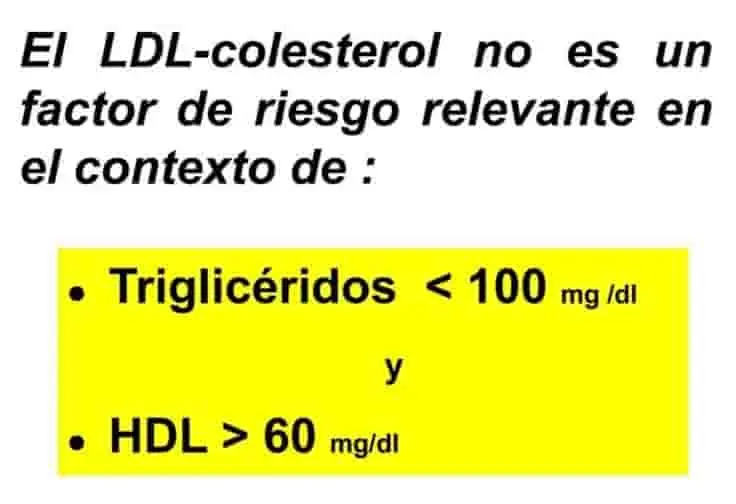 El LDL-colesterol no es un
factor de riesgo relevante en
el contexto de :
• Triglicéridos < 100 mg /dl
y
• HDL > 60 mg/dl